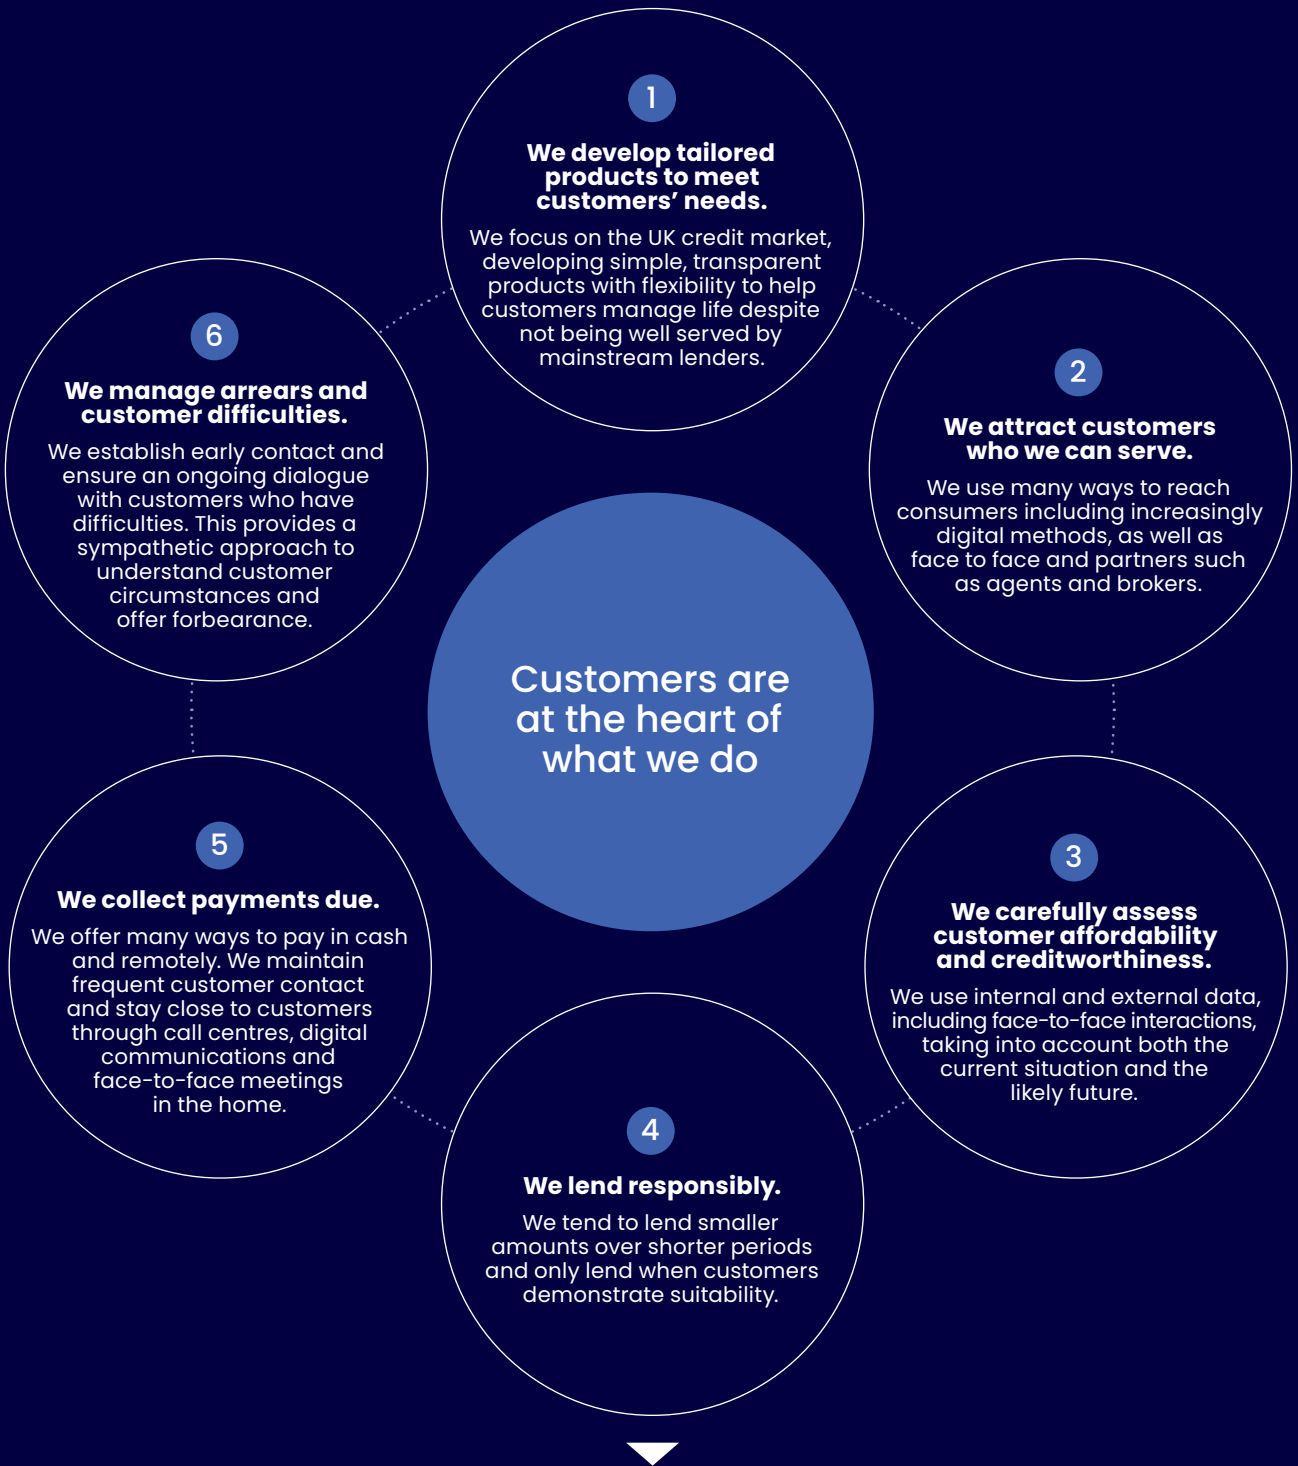 1
We develop tailored
products to meet
customers’ needs.
We focus on the UK credit market,
developing simple, transparent
products with flexibility to help
customers manage life despite
not being well served by
mainstream lenders.
2
We attract customers
who we can serve.
We use many ways to reach
consumers including increasingly
digital methods, as well as
face to face and partners such
as agents and brokers.
3
We carefully assess
customer affordability
and creditworthiness.
We use internal and external data,
including face-to-face interactions,
taking into account both the
current situation and the
likely future.
4
We lend responsibly.
We tend to lend smaller
amounts over shorter periods
and only lend when customers
demonstrate suitability.
5
We collect payments due.
We offer many ways to pay in cash
and remotely. We maintain
frequent customer contact
and stay close to customers
through call centres, digital
communications and
face-to-face meetings
in the home.
6
We manage arrears and
customer difficulties.
We establish early contact and
ensure an ongoing dialogue
with customers who have
difficulties. This provides a
sympathetic approach to
understand customer
circumstances and
offer forbearance.
Customers are
at the heart of
what we do